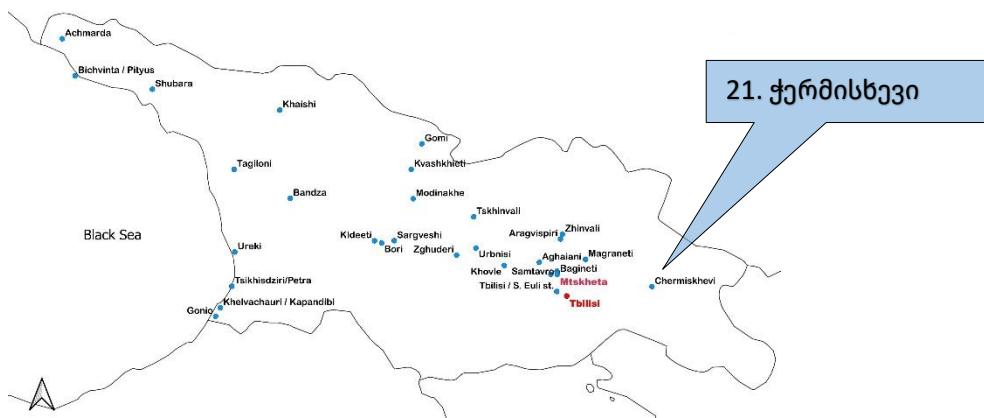 Achmarda
Bichvinta / Pityus
Shubara
21. ჭერმისხევი
Khaishi
Gomi
Tagiloni
Kvashkhieti
Bandza
Modinakhe
Tskhinvali
Black Sea
Zhinvali
Aragvispiri
Kldeeti
Sargveshi
Bori
Ureki
Zghuderi
Urbnisi
Aghaiani
Magraneti
Khovle
Samtavro
Bagineti
Mtskheta
Tsikhisdziri/Petra
Tbilisi / S. Euli st.
Chermiskhevi
Tbilisi
Khelvachauri / Kapandibi
Gonio